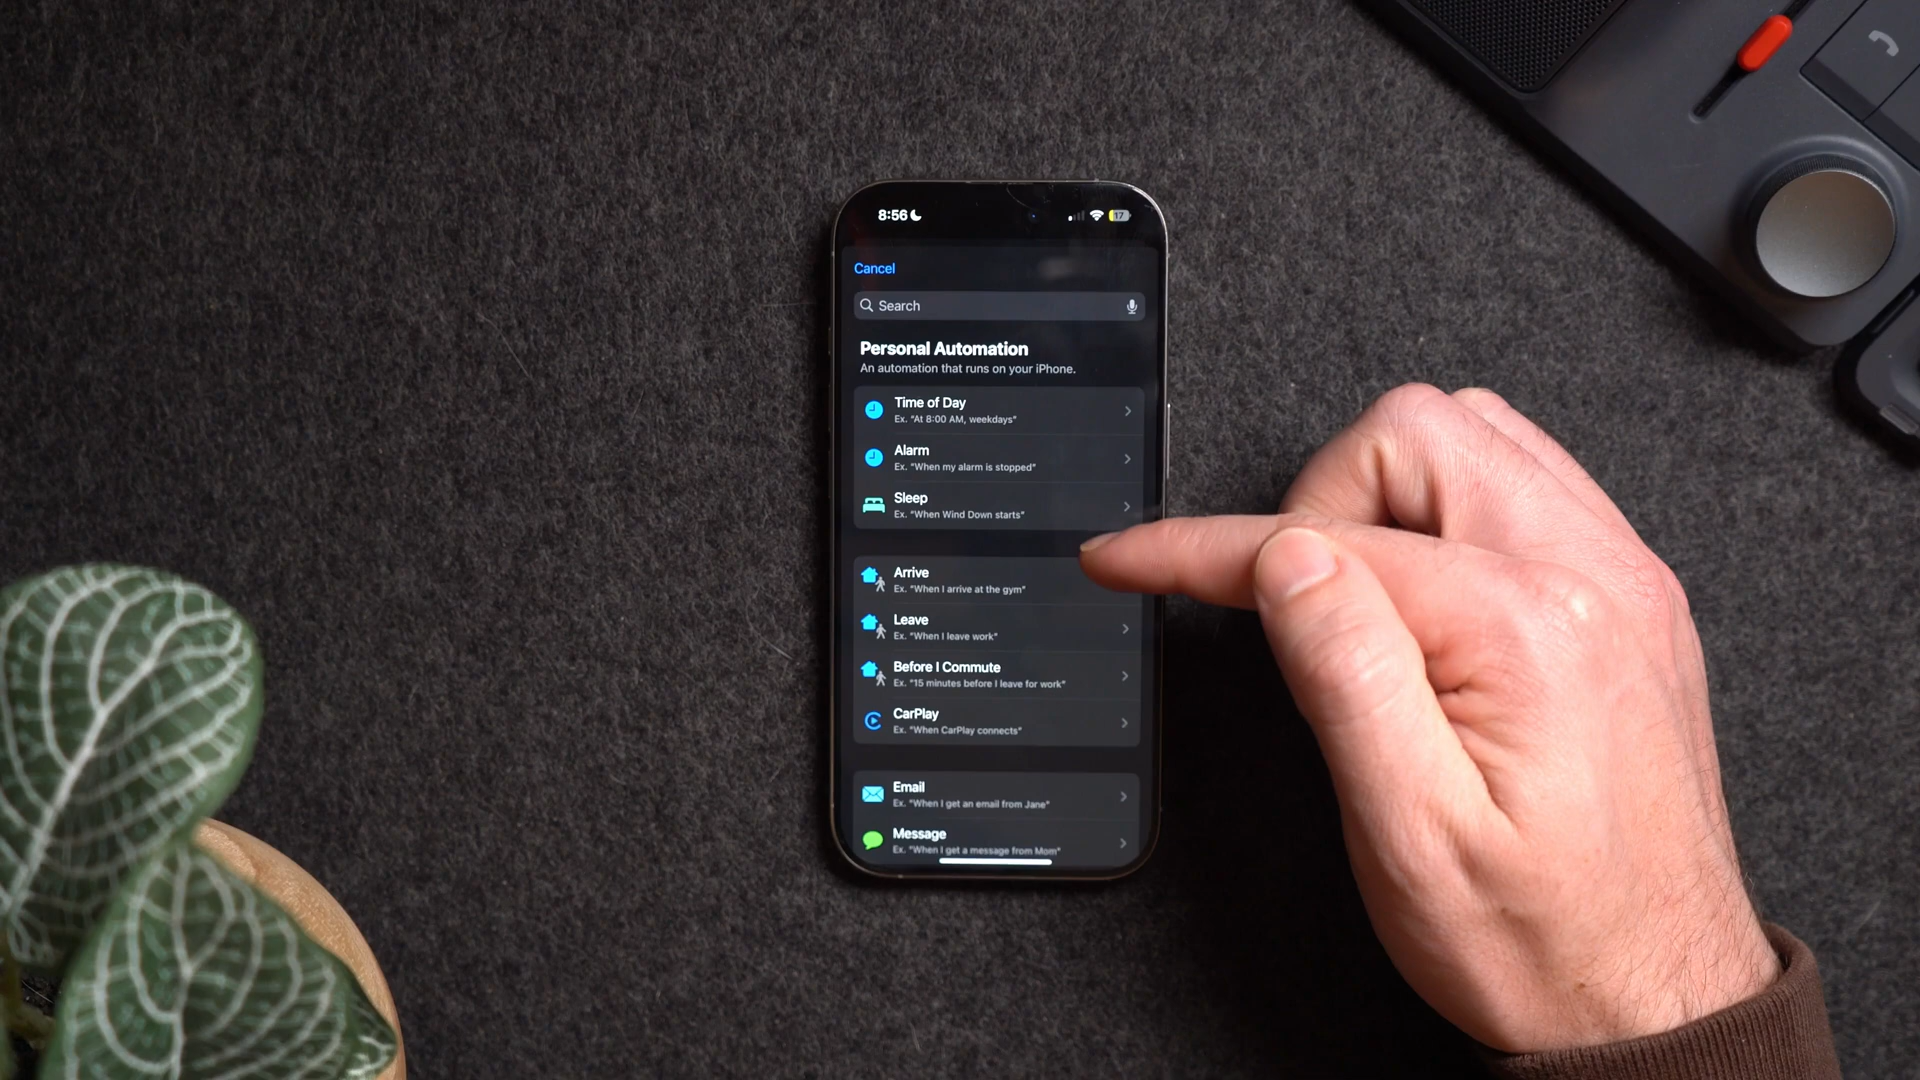 8:56
17
Cancel
Search
Personal Automation
An automation that runs on your iPhone.
Time of Day
Ex. "At 8:00 AM, weekdays"
Alarm
Ex. "When my alarm is stopped"
Sleep
Ex. "When Wind Down starts"
Arrive
Ex. "When I arrive at the gym"
Leave
Ex. "When I leave work"
Before I Commute
Ex. "15 minutes before I leave for work"
CarPlay
Ex. "When CarPlay connects"
Email
Ex. "When I get an email from Jane"
Message
Ex. "When I get a message from Mom"